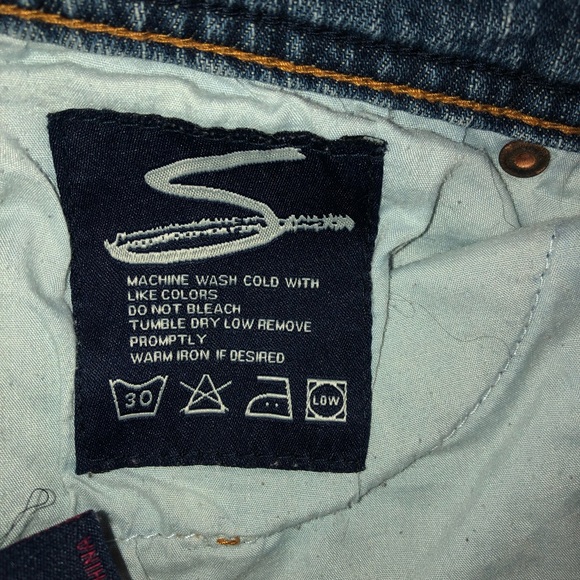 S
MACHINE WASH COLD WITH
LIKE COLORS
DO NOT BLEACH
TUMBLE DRY LOW REMOVE
PROMPTLY
WARM IRON IF DESIRED
30 LOW